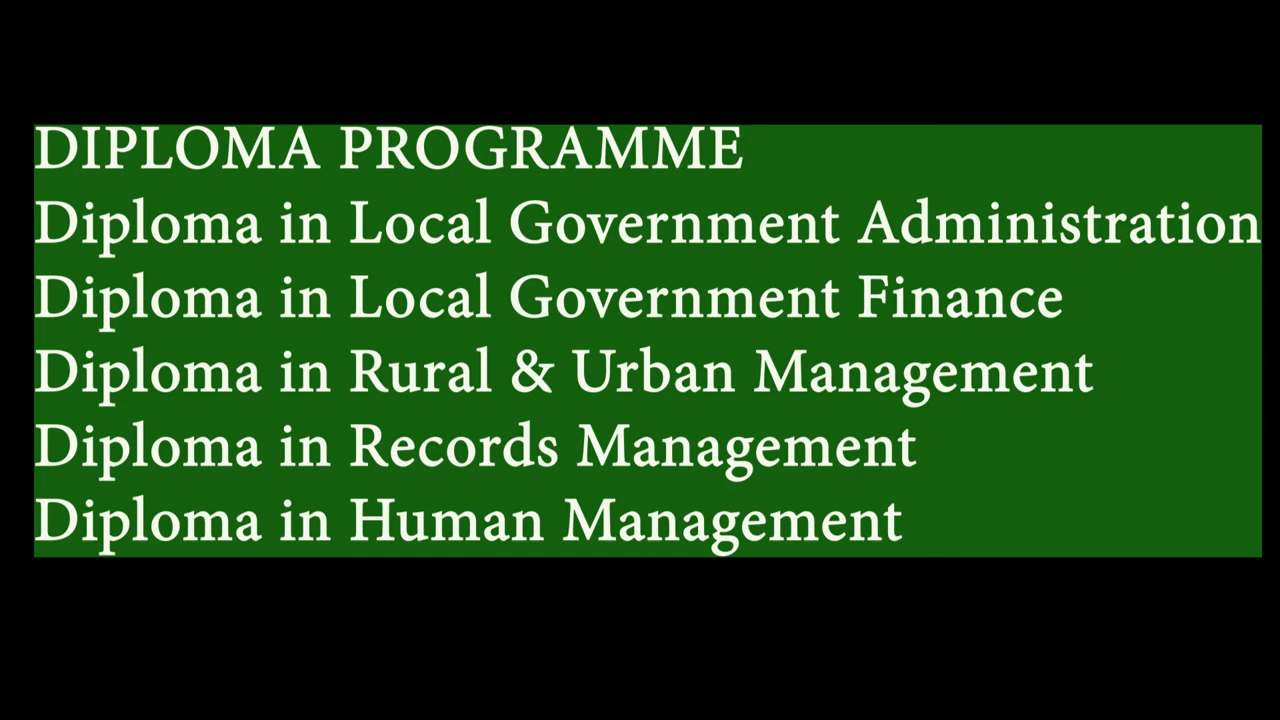 DIPLOMA PROGRAMME
Diploma in Local Government Administration
Diploma in Local Government Finance
Diploma in Rural & Urban Management
Diploma in Records Management
Diploma in Human Management